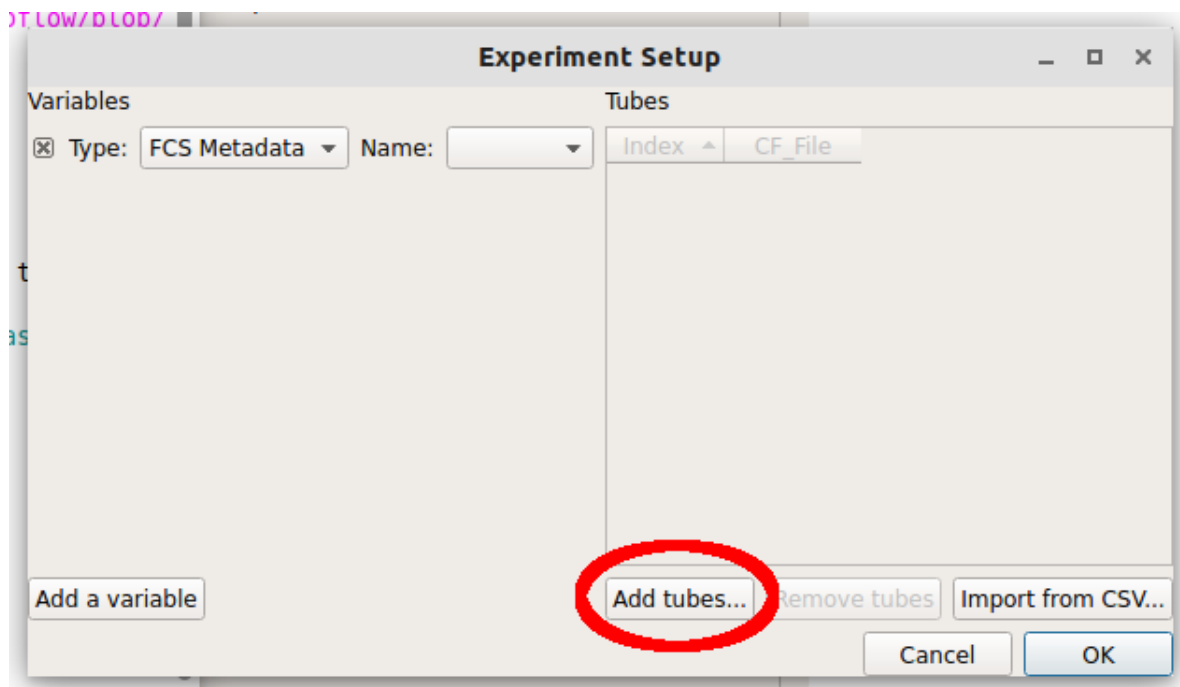 Experiment Setup
Variables
Tubes
Type: FCS Metadata Name:
Index CF_File
t
as
Add a variable
Add tubes... Remove tubes Import from CSV...
Cancel OK